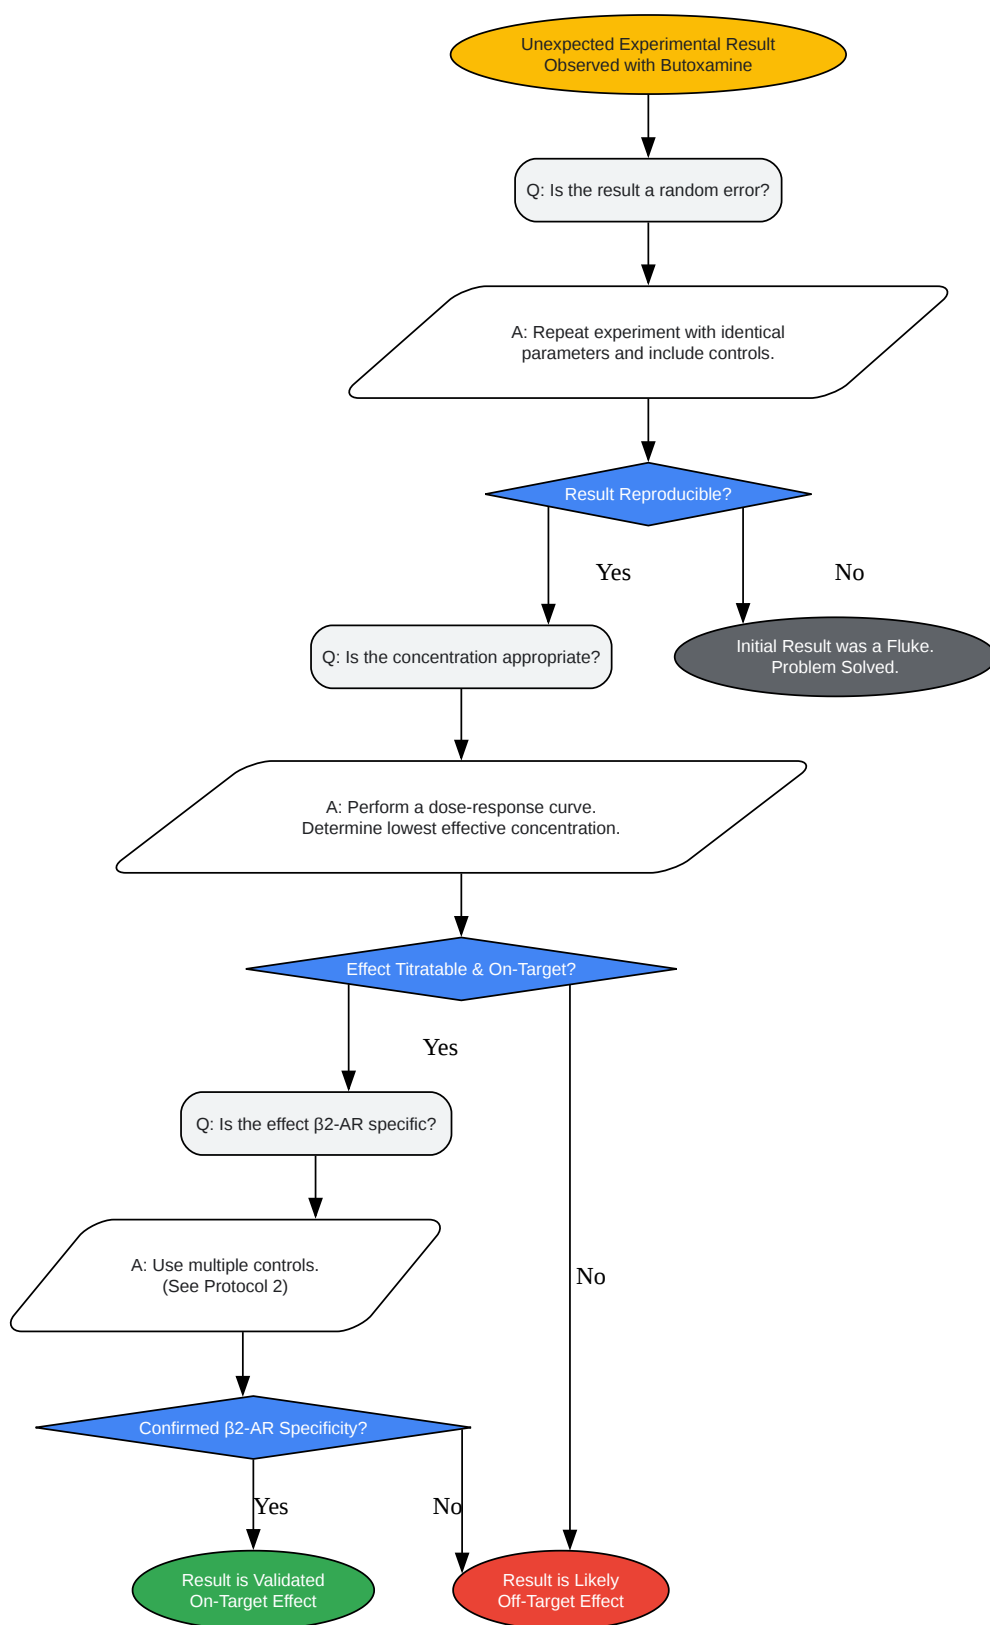 Unexpected Experimental Result
Observed with Butoxamine
Q: Is the result a random error?
A: Repeat experiment with identical
parameters and include controls.
Result Reproducible?
Yes
No
Q: Is the concentration appropriate?
Initial Result was a Fluke.
Problem Solved.
A: Perform a dose-response curve.
Determine lowest effective concentration.
Effect Titratable & On-Target?
Yes
Q: Is the effect β2-AR specific?
A: Use multiple controls.
(See Protocol 2)
No
Confirmed β2-AR Specificity?
Yes
No
Result is Validated
On-Target Effect
Result is Likely
Off-Target Effect